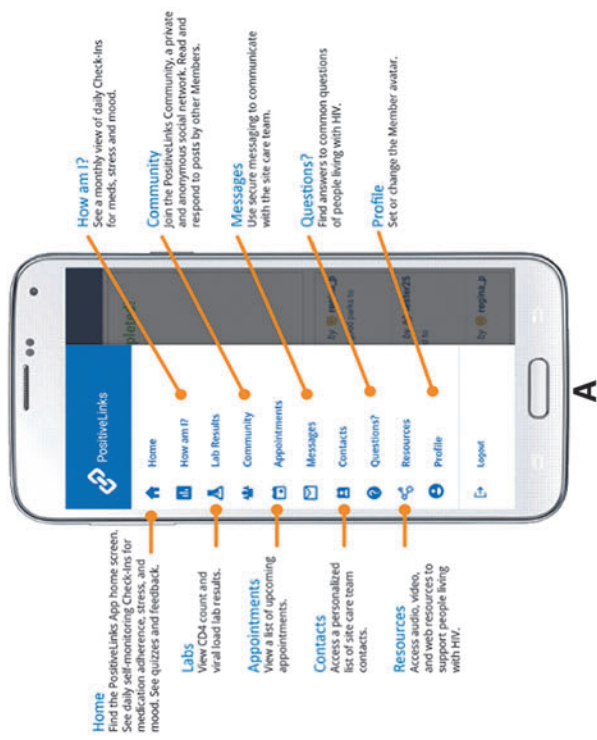 Home
Find the PositiveLinks App home screen.
See daily self-monitoring Check-Ins for
medication adherence, stress, and
mood. See quizzes and feedback.
Labs
View CD4 count and
viral load lab results.
Appointments
View a list of upcoming
appointments.
Contacts
Access a personalized
list of site care team
contacts.
Resources
Access audio, video,
and web resources to
support people living
with HIV.
PositiveLinks
Home
How am I?
Lab Results
Community
Appointments
Messages
Contacts
Questions?
Resources
Profile
Logout
pleted!
by regina_p
by
by regina_p
How am I?
See a monthly view of daily Check-Ins
for meds, stress and mood.
Community
Join the PositiveLinks Community, a private
and anonymous social network. Read and
respond to posts by other Members.
Messages
Use secure messaging to communicate
with the site care team.
Questions?
Find answers to common questions
of people living with HIV.
Profile
Set or change the Member avatar.
A